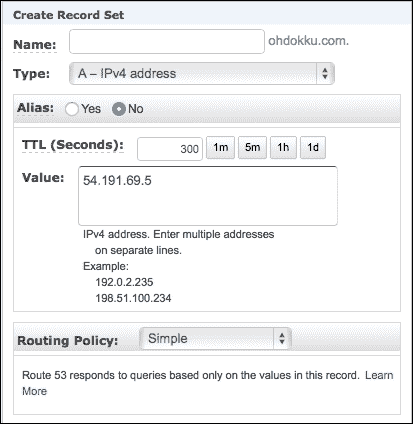 Create Record Set
Name: ohdokku.com.
Type: A – IPv4 address
Alias: Yes No
TTL (Seconds): 300 1m 5m 1h 1d
Value: 54.191.69.5
IPv4 address. Enter multiple addresses
on separate lines.
Example:
192.0.2.235
198.51.100.234
Routing Policy: Simple
Route 53 responds to queries based only on the values in this record. Learn
More